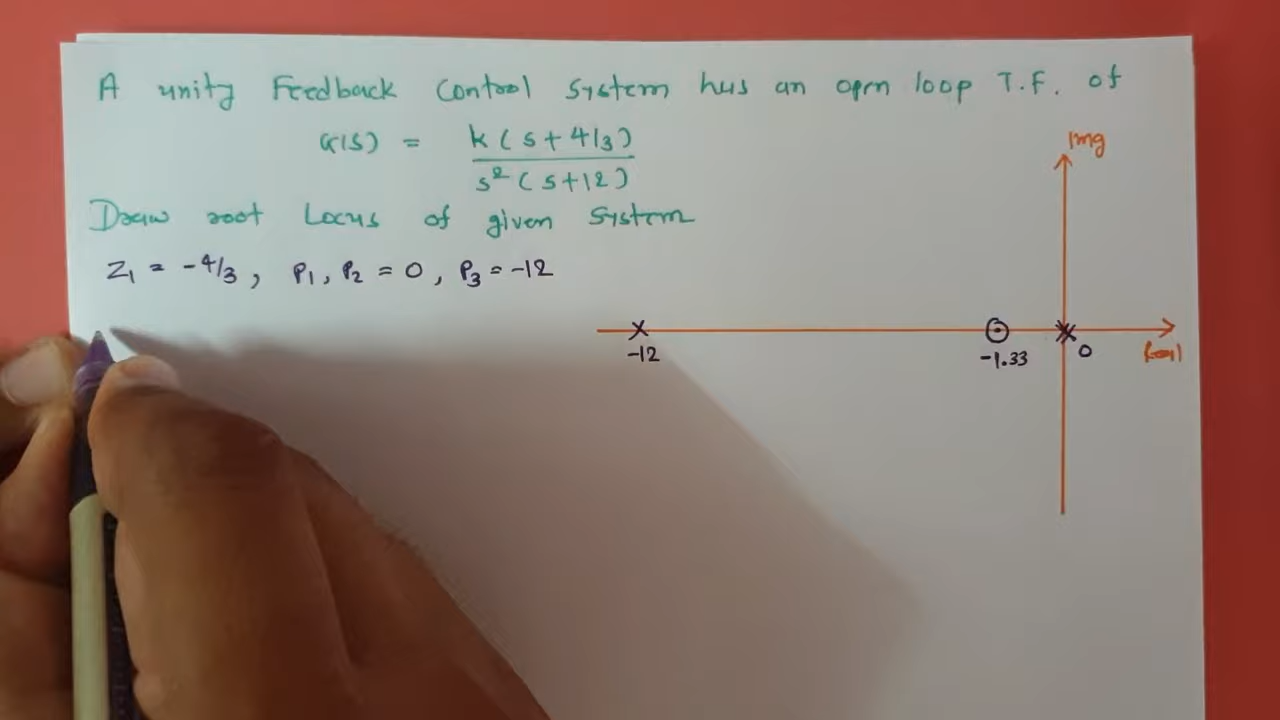 A unity Feedback Control System has an open loop T.F. of
G(S) = K(S+4/3) / S²(S+12)
Draw root Locus of given System
Z₁ = -4/3, P₁, P₂ = 0, P₃ = -12
Img
-12 -1.33 0 Real